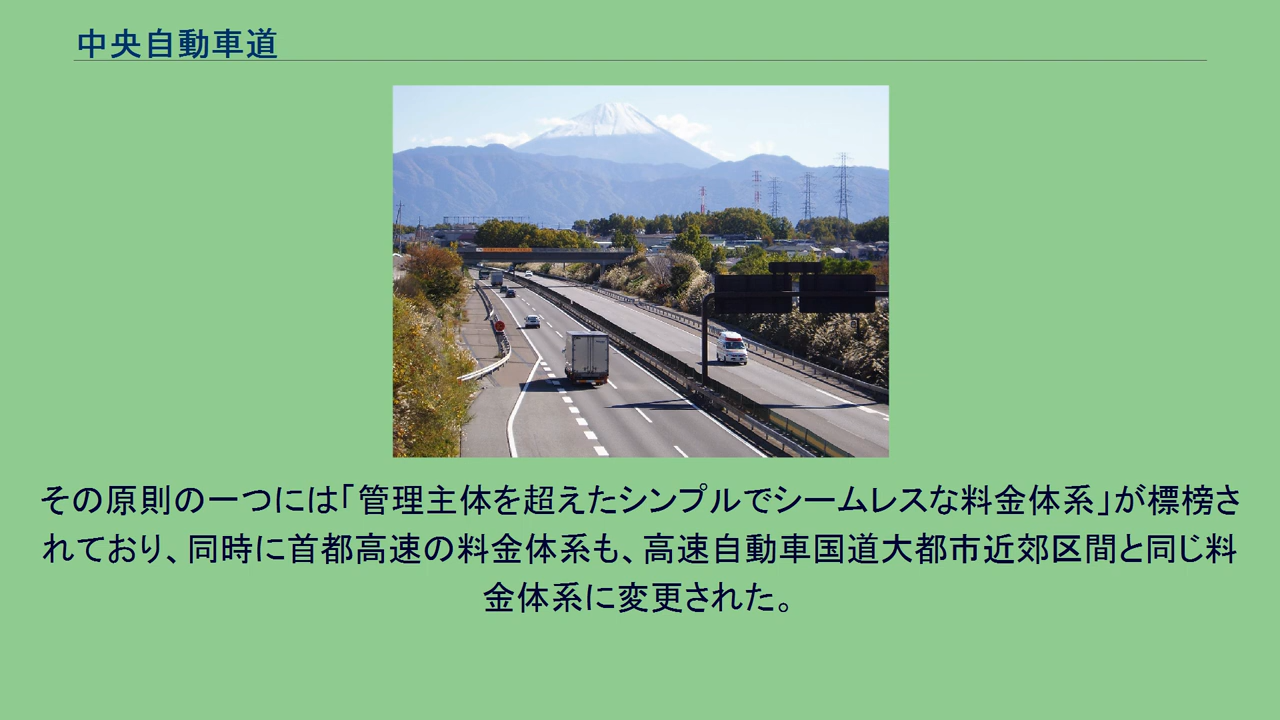 中央自動車道
その原則の一つには「管理主体を超えたシンプルでシームレスな料金体系」が標榜さ
れており、同時に首都高速の料金体系も、高速自動車国道大都市近郊区間と同じ料
金体系に変更された。